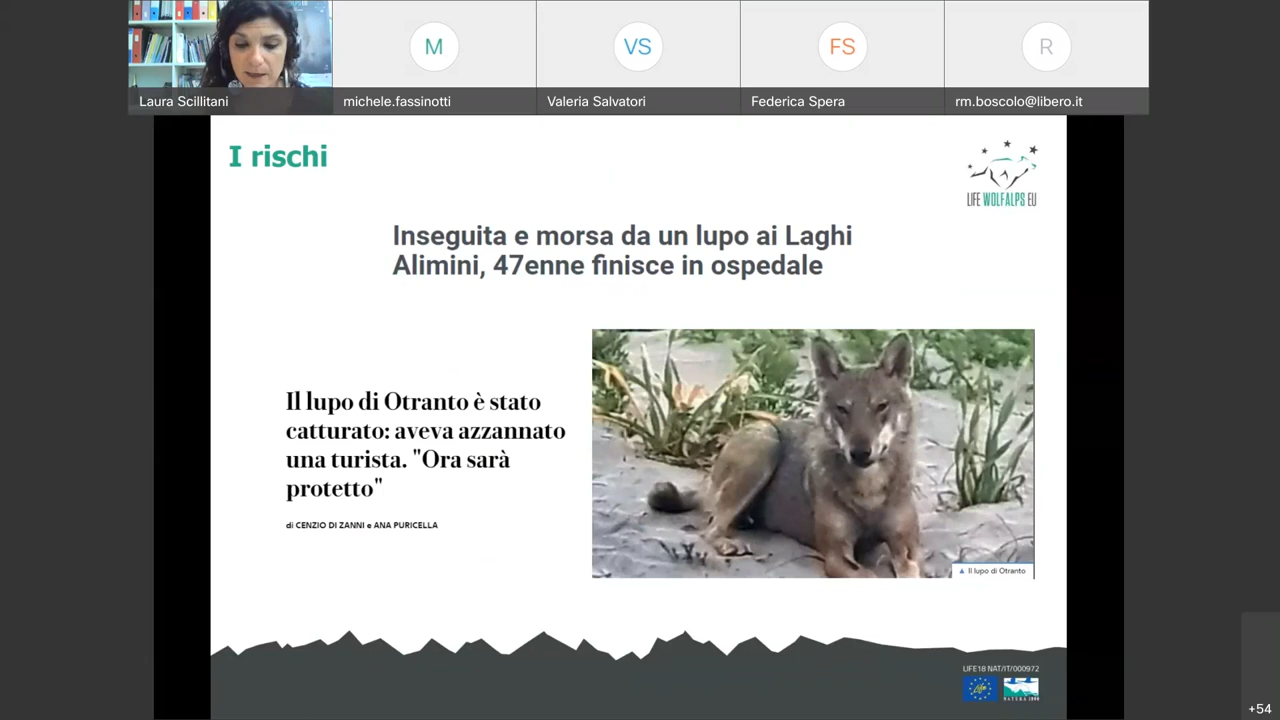 M
VS
FS
R
Laura Scillitani
michele.fassinotti
Valeria Salvatori
Federica Spera
rm.boscolo@libero.it
I rischi
LIFE WOLFALPS EU
Inseguita e morsa da un lupo ai Laghi
Alimini, 47enne finisce in ospedale
Il lupo di Otranto è stato
catturato: aveva azzannato
una turista. "Ora sarà
protetto"
di CENZIO DI ZANNI e ANA PURICELLA
Il lupo di Otranto
LIFE18 NAT/IT/000972
life
NATURA 2000
+54